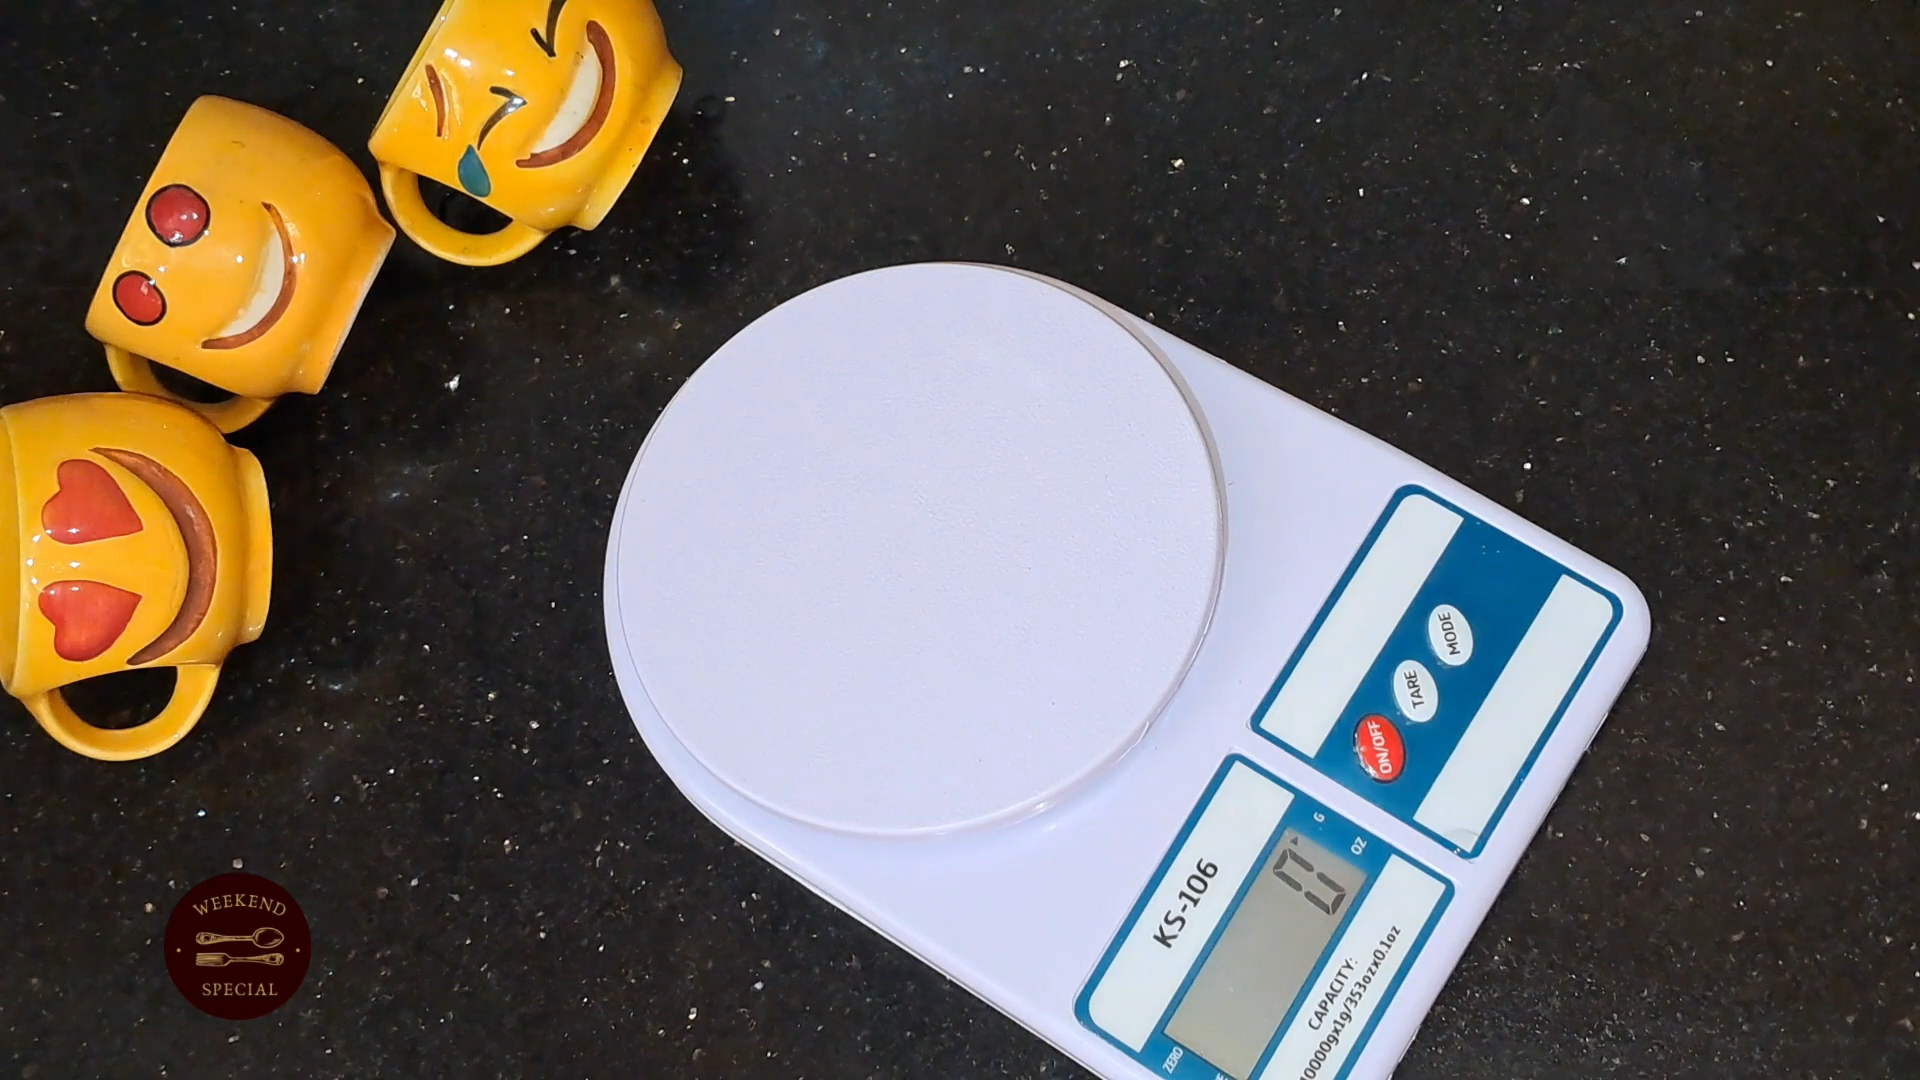 MODE
TARE
ON/OFF
G
OZ
0
KS-106
CAPACITY:
10000gx1g/353ozx0.1oz
ZERO
WEEKEND
SPECIAL